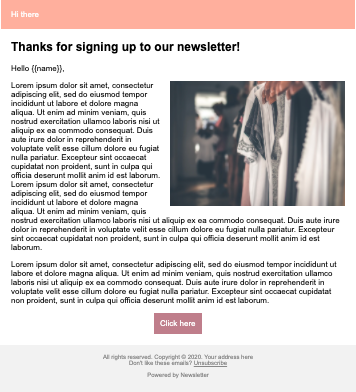 Hi there
Thanks for signing up to our newsletter!
Hello {{name}},
Lorem ipsum dolor sit amet, consectetur
adipiscing elit, sed do eiusmod tempor
incididunt ut labore et dolore magna
aliqua. Ut enim ad minim veniam, quis
nostrud exercitation ullamco laboris nisi ut
aliquip ex ea commodo consequat. Duis
aute irure dolor in reprehenderit in
voluptate velit esse cillum dolore eu fugiat
nulla pariatur. Excepteur sint occaecat
cupidatat non proident, sunt in culpa qui
officia deserunt mollit anim id est laborum.
Lorem ipsum dolor sit amet, consectetur
adipiscing elit, sed do eiusmod tempor
incididunt ut labore et dolore magna
aliqua. Ut enim ad minim veniam, quis
nostrud exercitation ullamco laboris nisi ut aliquip ex ea commodo consequat. Duis aute irure
dolor in reprehenderit in voluptate velit esse cillum dolore eu fugiat nulla pariatur. Excepteur
sint occaecat cupidatat non proident, sunt in culpa qui officia deserunt mollit anim id est
laborum.
Lorem ipsum dolor sit amet, consectetur adipiscing elit, sed do eiusmod tempor incididunt ut
labore et dolore magna aliqua. Ut enim ad minim veniam, quis nostrud exercitation ullamco
laboris nisi ut aliquip ex ea commodo consequat. Duis aute irure dolor in reprehenderit in
voluptate velit esse cillum dolore eu fugiat nulla pariatur. Excepteur sint occaecat cupidatat
non proident, sunt in culpa qui officia deserunt mollit anim id est laborum.
Click here
All rights reserved. Copyright © 2020. Your address here
Don't like these emails? Unsubscribe
Powered by Newsletter